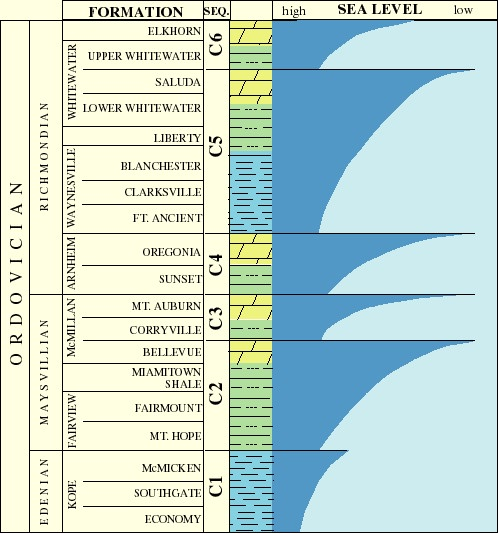 FORMATION SEQ. high SEA LEVEL low
ORDOVICIAN
RICHMONDIAN
MAYSVILLIAN
EDENIAN
WHITEWATER
WAYNESVILLE
ARNHEIM
McMILLAN
FAIRVIEW
KOPE
ELKHORN
UPPER WHITEWATER
SALUDA
LOWER WHITEWATER
LIBERTY
BLANCHESTER
CLARKSVILLE
FT. ANCIENT
OREGONIA
SUNSET
MT. AUBURN
CORRYVILLE
BELLEVUE
MIAMITOWN
SHALE
FAIRMOUNT
MT. HOPE
McMICKEN
SOUTHGATE
ECONOMY
C6
C5
C4
C3
C2
C1